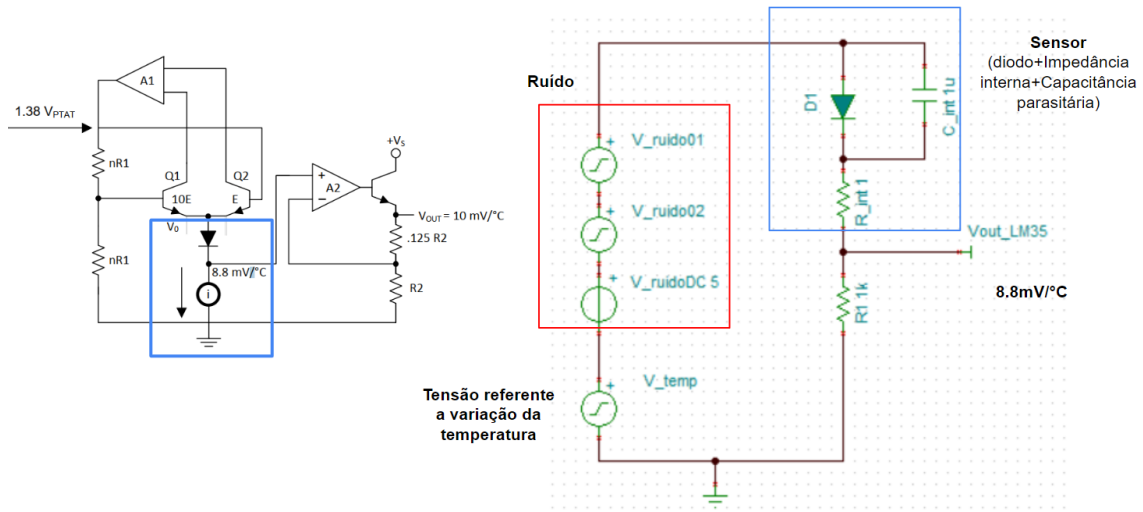 A1
1.38 VPTAT
nR1
Q1
Q2
10E
E
V0
nR1
8.8 mV/°C
i
+VS
A2
VOUT = 10 mV/°C
.125 R2
R2
Ruído
V_ruido01
V_ruido02
V_ruidoDC 5
Tensão referente
a variação da
temperatura
V_temp
D1
C_int 1u
R_int 1
Vout_LM35
R1 1k
8.8mV/°C
Sensor
(diodo+Impedância
interna+Capacitância
parasitária)